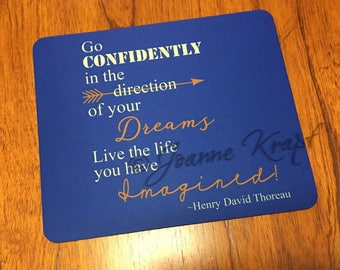 Go
CONFIDENTLY
in the
direction
of your
Dreams
Live the life
you have
Imagined!
~Henry David Thoreau
Joanne Kraft